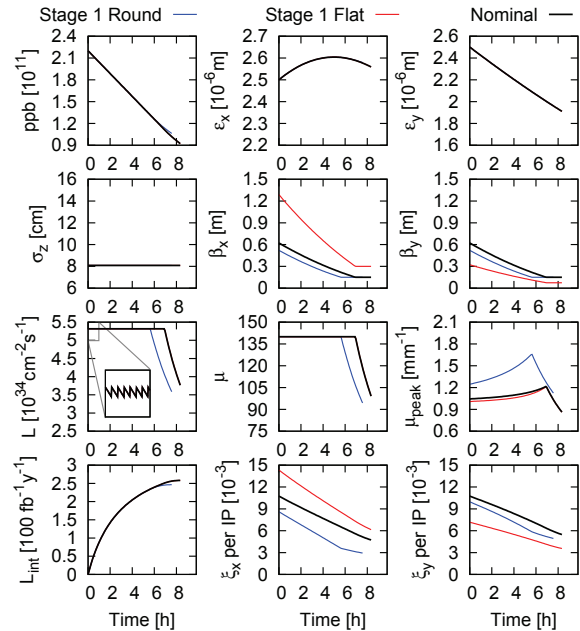 Stage 1 Round Stage 1 Flat Nominal
ppb [10^11]
2.1
1.8
1.5
1.2
0.9
0 2 4 6 8
ε_x [10^-6 m]
2.7
2.6
2.5
2.4
2.3
2.2
0 2 4 6 8
ε_y [10^-6 m]
2.6
2.4
2.2
2
1.8
1.6
0 2 4 6 8
σ_z [cm]
16
14
12
10
8
6
0 2 4 6 8
β_x [m]
1.5
1.2
0.9
0.6
0.3
0
0 2 4 6 8
β_y [m]
1.5
1.2
0.9
0.6
0.3
0
0 2 4 6 8
L [10^34 cm^-2 s^-1]
5.5
5
4.5
4
3.5
3
2.5
0 2 4 6 8
μ
150
135
120
105
90
75
0 2 4 6 8
μ_peak [mm^-1]
2.1
1.8
1.5
1.2
0.9
0.6
0 2 4 6 8
L_int [100 fb^-1 y^-1]
3
2.5
2
1.5
1
0.5
0
0 2 4 6 8
Time [h]
ξ_x per IP [10^-3]
15
12
9
6
3
0
0 2 4 6 8
Time [h]
ξ_y per IP [10^-3]
15
12
9
6
3
0
0 2 4 6 8
Time [h]